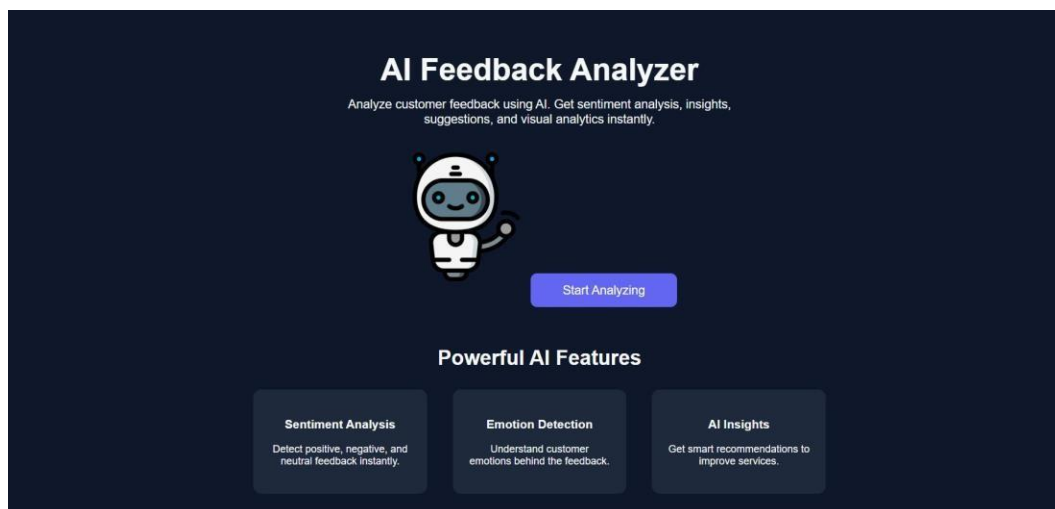 AI Feedback Analyzer
Analyze customer feedback using AI. Get sentiment analysis, insights,
suggestions, and visual analytics instantly.
Start Analyzing
Powerful AI Features
Sentiment Analysis
Detect positive, negative, and
neutral feedback instantly.
Emotion Detection
Understand customer
emotions behind the feedback.
AI Insights
Get smart recommendations to
improve services.